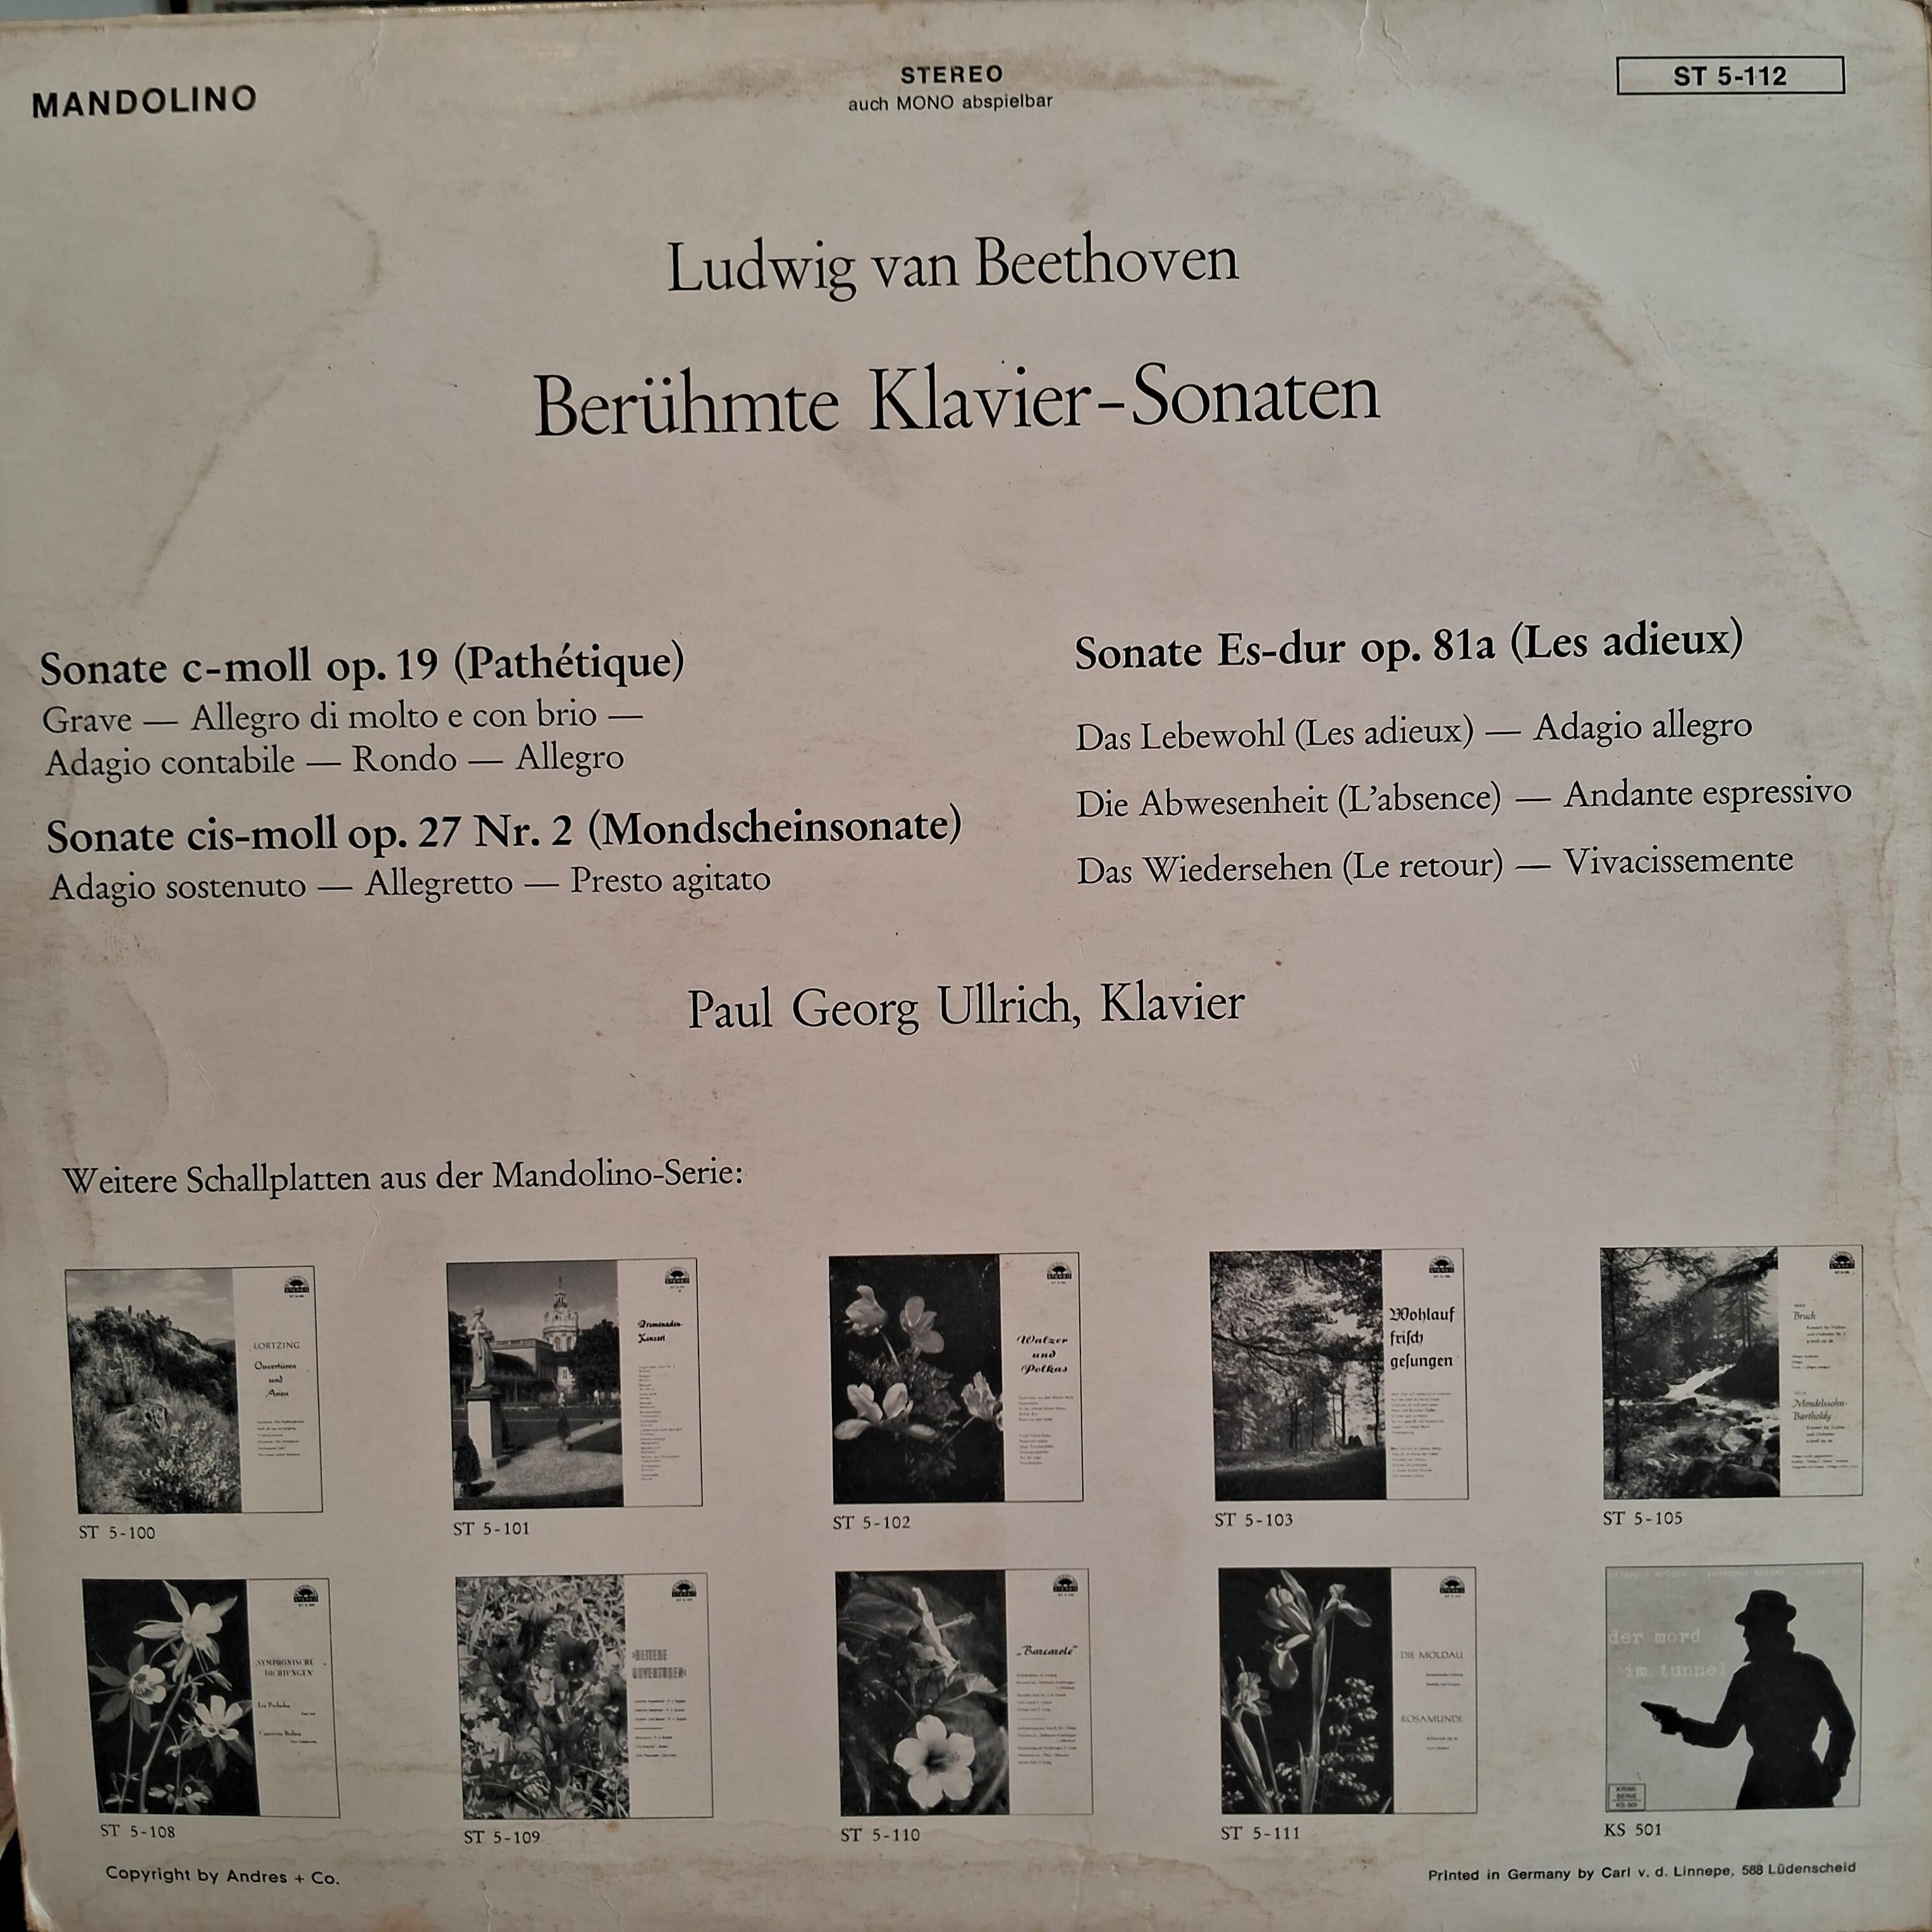 MANDOLINO
STEREO
auch MONO abspielbar
ST 5-112
Ludwig van Beethoven
Berühmte Klavier-Sonaten
Sonate c-moll op. 19 (Pathétique)
Grave — Allegro di molto e con brio —
Adagio contabile — Rondo — Allegro
Sonate cis-moll op. 27 Nr. 2 (Mondscheinsonate)
Adagio sostenuto — Allegretto — Presto agitato
Sonate Es-dur op. 81a (Les adieux)
Das Lebewohl (Les adieux) — Adagio allegro
Die Abwesenheit (L'absence) — Andante espressivo
Das Wiedersehen (Le retour) — Vivacissemente
Paul Georg Ullrich, Klavier
Weitere Schallplatten aus der Mandolino-Serie:
LORTZING
Ouvertüren
und
Arien
ST 5-100
Promenaden-
Konzert
ST 5-101
Walzer
und
Polkas
ST 5-102
Wohlauf
frisch
gesungen
ST 5-103
Bruch
Mendelssohn-
Bartholdy
ST 5-105
SYMPHONISCHE
DICHTUNGEN
Les Preludes
ST 5-108
HEITERE
OUVERTÜREN
ST 5-109
„Barcarole"
ST 5-110
DIE MOLDAU
ROSAMUNDE
ST 5-111
der mord
im tunnel
KRIMI-
SERIE
KS 501
KS 501
Copyright by Andres + Co.
Printed in Germany by Carl v. d. Linnepe, 588 Lüdenscheid